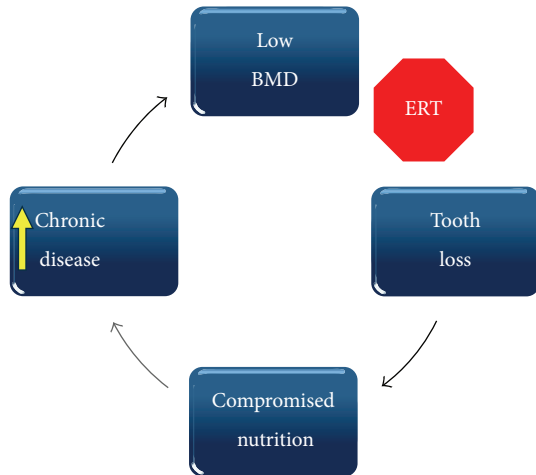 Low
BMD
ERT
Tooth
loss
Compromised
nutrition
Chronic
disease